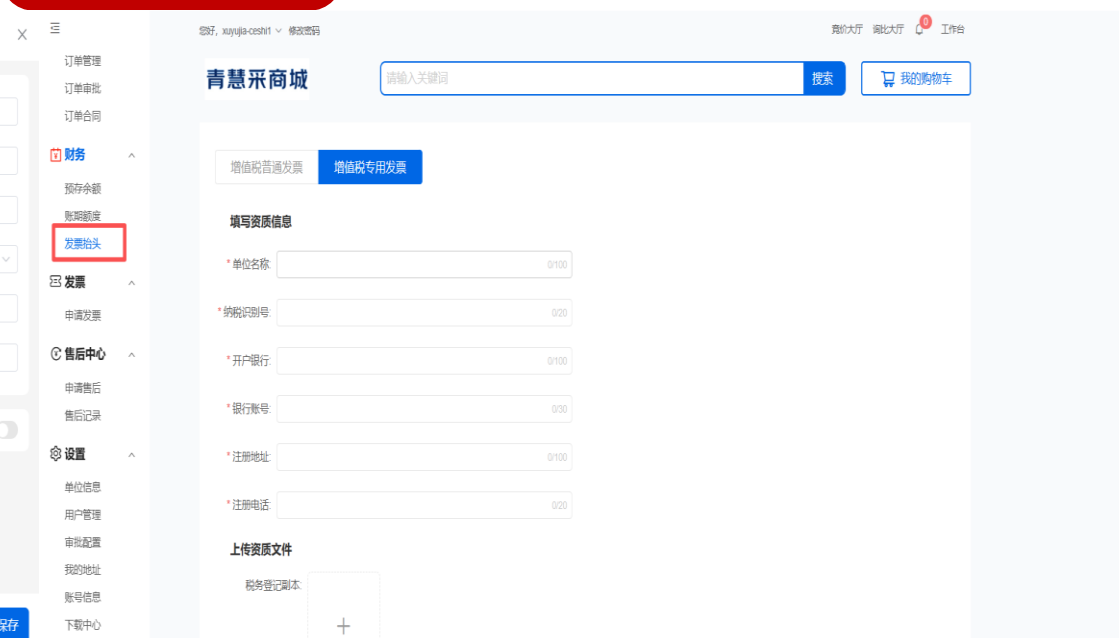 您好，xuyujia-ceshi1 修改密码
竞价大厅 询比大厅 0 工作台
订单管理
订单审批
订单合同
财务
预存余额
账期额度
发票抬头
发票
申请发票
售后中心
申请售后
售后记录
设置
单位信息
用户管理
审批配置
我的地址
账号信息
下载中心
保存
青慧采商城
请输入关键词
搜索
我的购物车
增值税普通发票
增值税专用发票
填写资质信息
*单位名称: 0/100
*纳税识别号: 0/20
*开户银行: 0/100
*银行账号: 0/30
*注册地址: 0/100
*注册电话: 0/20
上传资质文件
税务登记副本: